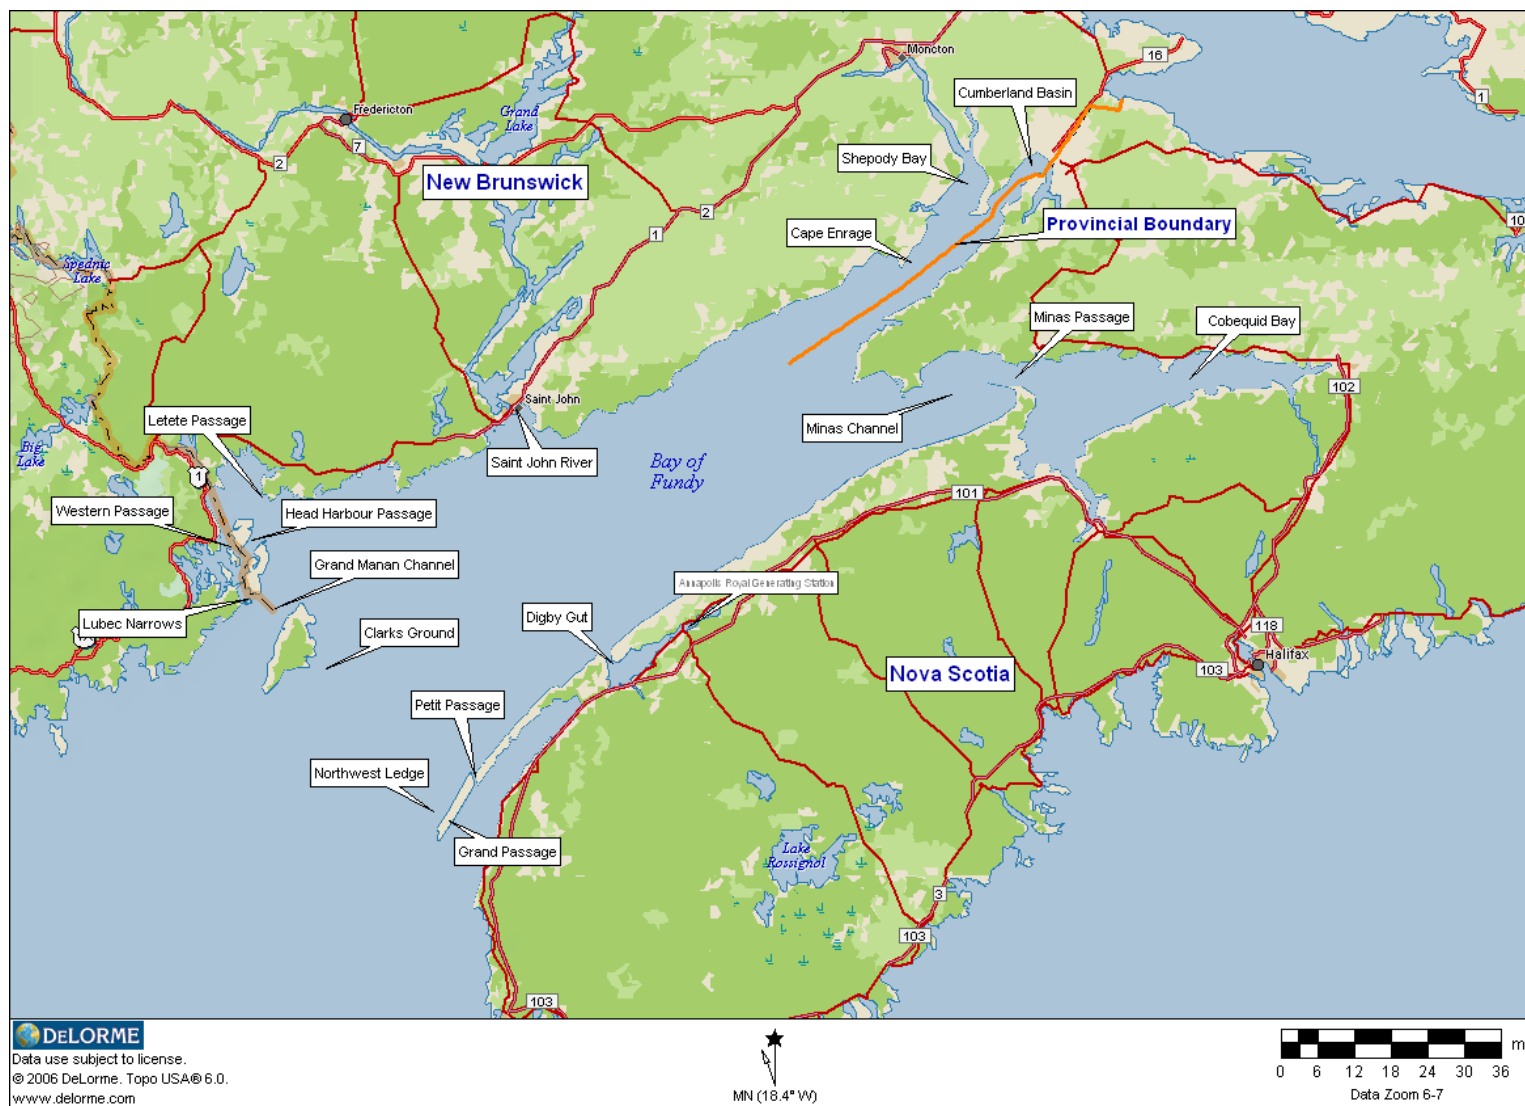 Moncton
16
Cumberland Basin
1
Fredericton
Grand
Lake
7
2
Shepody Bay
New Brunswick
2
1
Provincial Boundary
10
Cape Enrage
Spednic
Lake
Minas Passage
Cobequid Bay
102
Saint John
Letete Passage
Minas Channel
Big
Lake
Saint John River
Bay of
Fundy
1
101
Western Passage
Head Harbour Passage
Grand Manan Channel
Annapolis Royal Generating Station
Lubec Narrows
Digby Gut
Clarks Ground
118
Halifax
103
Nova Scotia
Petit Passage
Northwest Ledge
Grand Passage
Lake
Rossignol
3
103
103
DELORME
Data use subject to license.
© 2006 DeLorme. Topo USA® 6.0.
www.delorme.com
MN (18.4° W)
m
0 6 12 18 24 30 36
Data Zoom 6-7